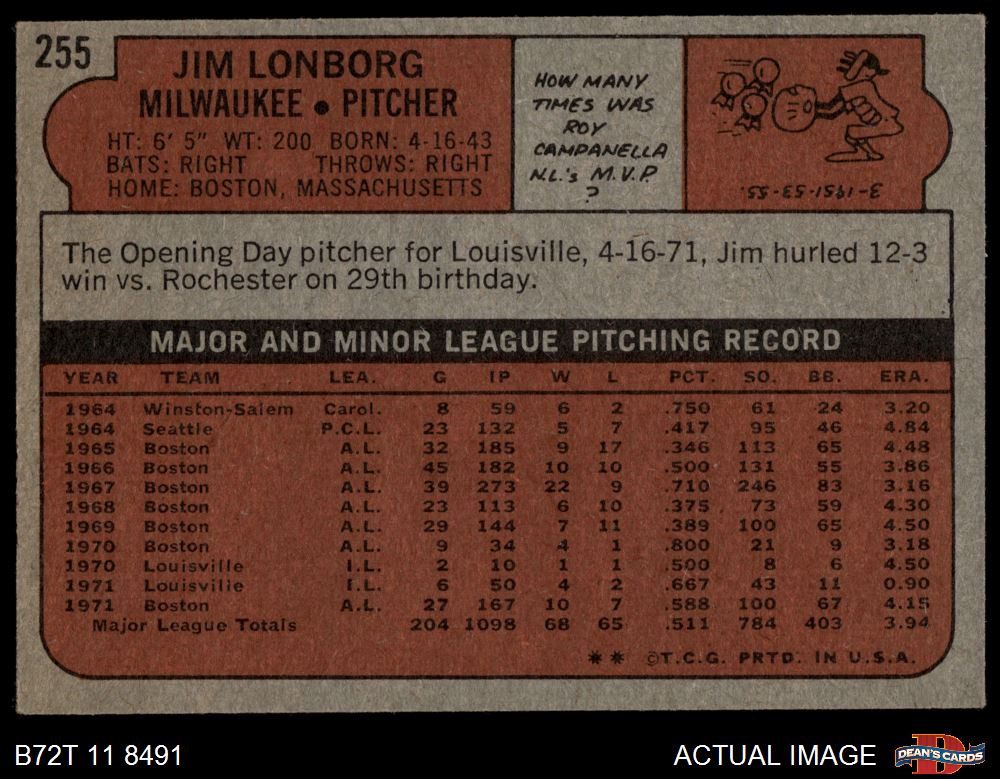 255
JIM LONBORG
MILWAUKEE • PITCHER
HT: 6' 5" WT: 200 BORN: 4-16-43
BATS: RIGHT THROWS: RIGHT
HOME: BOSTON, MASSACHUSETTS
HOW MANY
TIMES WAS
ROY
CAMPANELLA
N.L.'s M.V.P.
?
3-1951-53-55.
The Opening Day pitcher for Louisville, 4-16-71, Jim hurled 12-3
win vs. Rochester on 29th birthday.
MAJOR AND MINOR LEAGUE PITCHING RECORD
YEAR TEAM LEA. G IP W L PCT. SO. BB. ERA.
1964 Winston-Salem Carol. 8 59 6 2 .750 61 24 3.20
1964 Seattle P.C.L. 23 132 5 7 .417 95 46 4.84
1965 Boston A.L. 32 185 9 17 .346 113 65 4.48
1966 Boston A.L. 45 182 10 10 .500 131 55 3.86
1967 Boston A.L. 39 273 22 9 .710 246 83 3.16
1968 Boston A.L. 23 113 6 10 .375 73 59 4.30
1969 Boston A.L. 29 144 7 11 .389 100 65 4.50
1970 Boston A.L. 9 34 4 1 .800 21 9 3.18
1970 Louisville I.L. 2 10 1 1 .500 8 6 4.50
1971 Louisville I.L. 6 50 4 2 .667 43 11 0.90
1971 Boston A.L. 27 167 10 7 .588 100 67 4.15
Major League Totals 204 1098 68 65 .511 784 403 3.94
** ©T.C.G. PRTD. IN U.S.A.
B72T 11 8491
ACTUAL IMAGE
DEAN'S CARDS